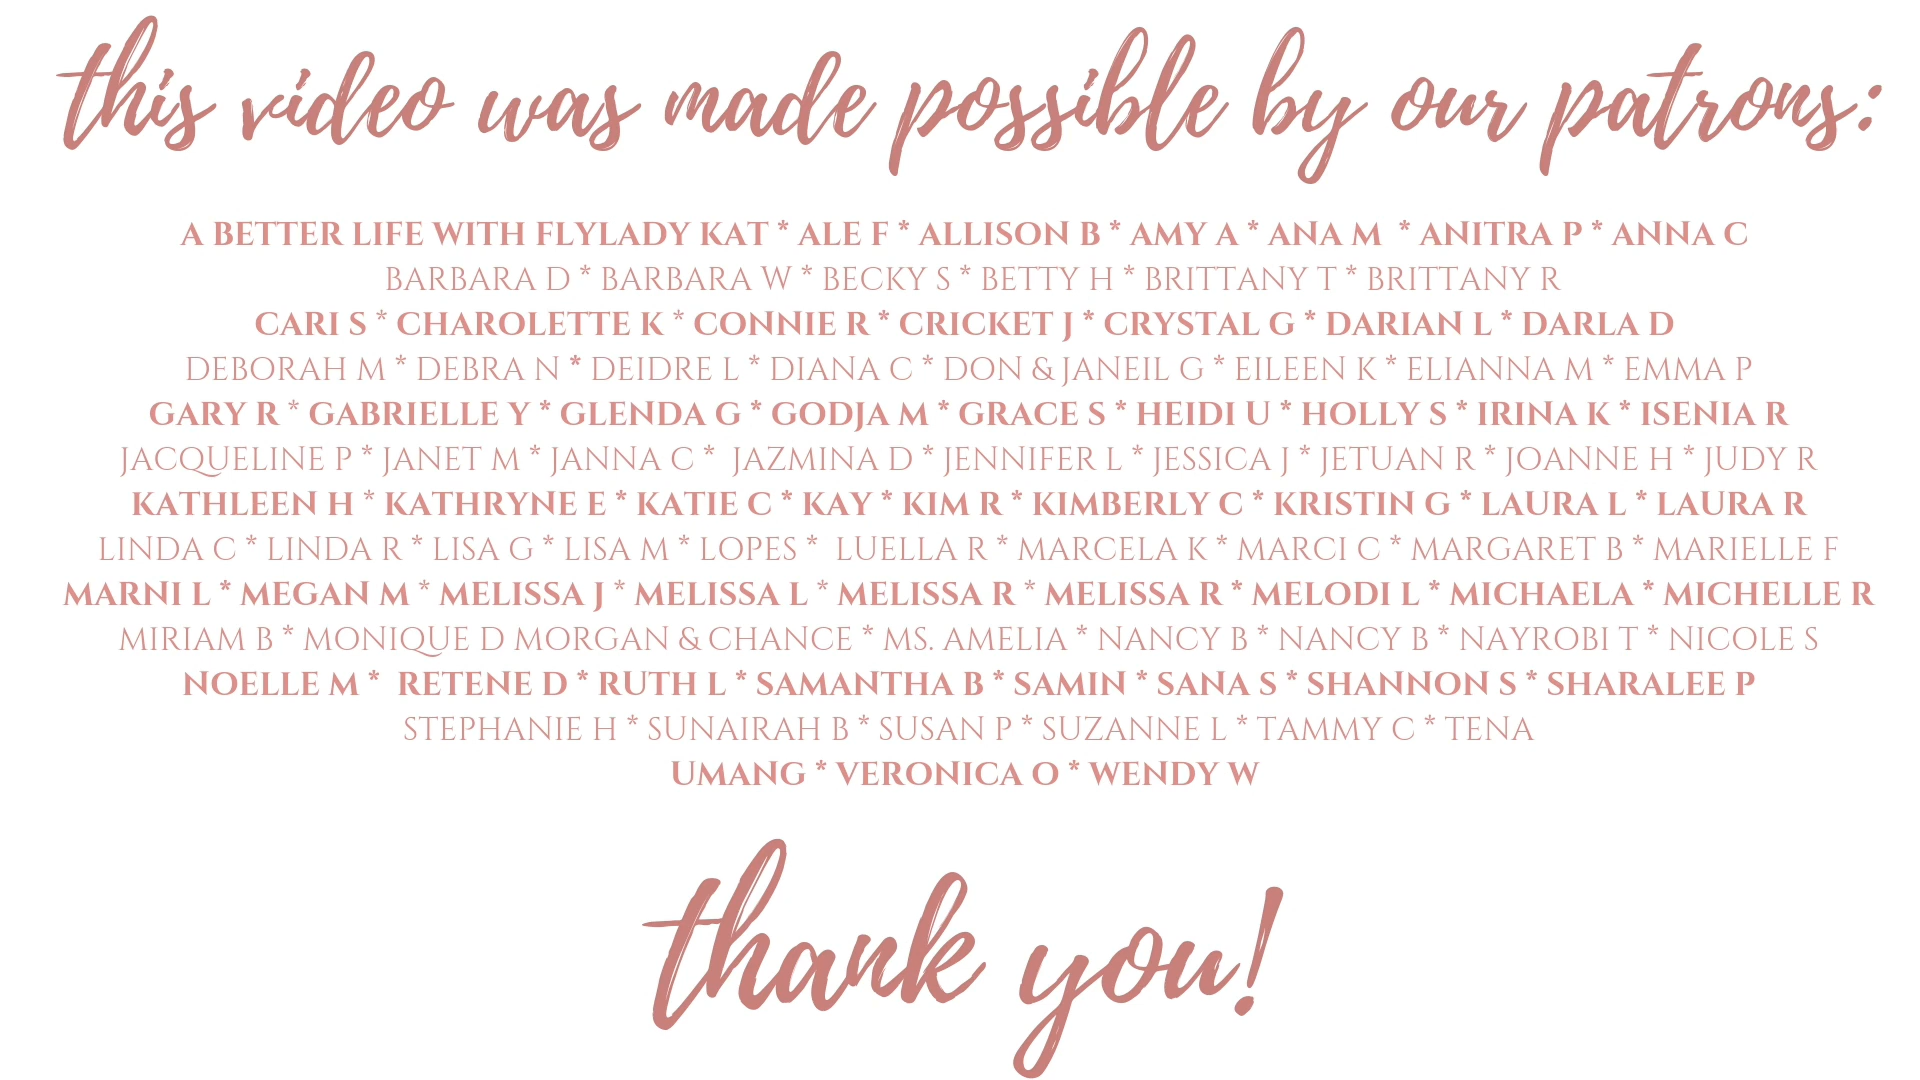 this video was made possible by our patrons:
A BETTER LIFE WITH FLYLADY KAT * ALE F * ALLISON B * AMY A * ANA M * ANITRA P * ANNA C
BARBARA D * BARBARA W * BECKY S * BETTY H * BRITTANY T * BRITTANY R
CARI S * CHAROLETTE K * CONNIE R * CRICKET J * CRYSTAL G * DARIAN L * DARLA D
DEBORAH M * DEBRA N * DEIDRE L * DIANA C * DON & JANEIL G * EILEEN K * ELIANNA M * EMMA P
GARY R * GABRIELLE Y * GLENDA G * GODJA M * GRACE S * HEIDI U * HOLLY S * IRINA K * ISENIA R
JACQUELINE P * JANET M * JANNA C * JAZMINA D * JENNIFER L * JESSICA J * JETUAN R * JOANNE H * JUDY R
KATHLEEN H * KATHRYNE E * KATIE C * KAY * KIM R * KIMBERLY C * KRISTIN G * LAURA L * LAURA R
LINDA C * LINDA R * LISA G * LISA M * LOPES * LUELLA R * MARCELA K * MARCI C * MARGARET B * MARIELLE F
MARNI L * MEGAN M * MELISSA J * MELISSA L * MELISSA R * MELISSA R * MELODI L * MICHAELA * MICHELLE R
MIRIAM B * MONIQUE D MORGAN & CHANCE * MS. AMELIA * NANCY B * NANCY B * NAYROBI T * NICOLE S
NOELLE M * RETENE D * RUTH L * SAMANTHA B * SAMIN * SANA S * SHANNON S * SHARALEE P
STEPHANIE H * SUNAIRAH B * SUSAN P * SUZANNE L * TAMMY C * TENA
UMANG * VERONICA O * WENDY W
thank you!